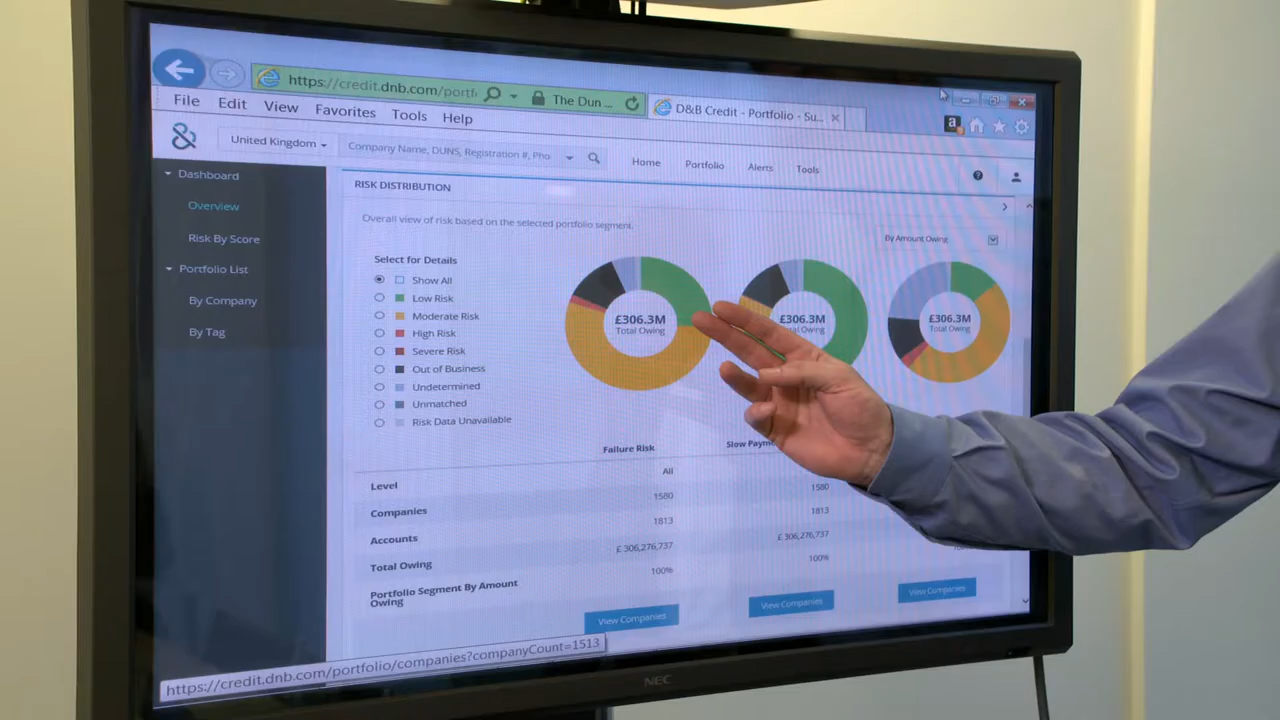 https://credit.dnb.com/portf
The Dun ...
D&B Credit - Portfolio - Su...
File Edit View Favorites Tools Help
United Kingdom
Company Name, DUNS, Registration #, Pho
Home Portfolio Alerts Tools
Dashboard
Overview
Risk By Score
Portfolio List
By Company
By Tag
RISK DISTRIBUTION
Overall view of risk based on the selected portfolio segment.
By Amount Owing
Select for Details
Show All
Low Risk
Moderate Risk
High Risk
Severe Risk
Out of Business
Undetermined
Unmatched
Risk Data Unavailable
£306.3M
Total Owing
£306.3M
Total Owing
£306.3M
Total Owing
Failure Risk
Level All
Companies 1580 1580
Accounts 1813 1813
Total Owing £ 306,276,737 £ 306,276,737
Portfolio Segment By Amount
Owing
100% 100%
View Companies View Companies View Companies
https://credit.dnb.com/portfolio/companies?companyCount=1513
NEC